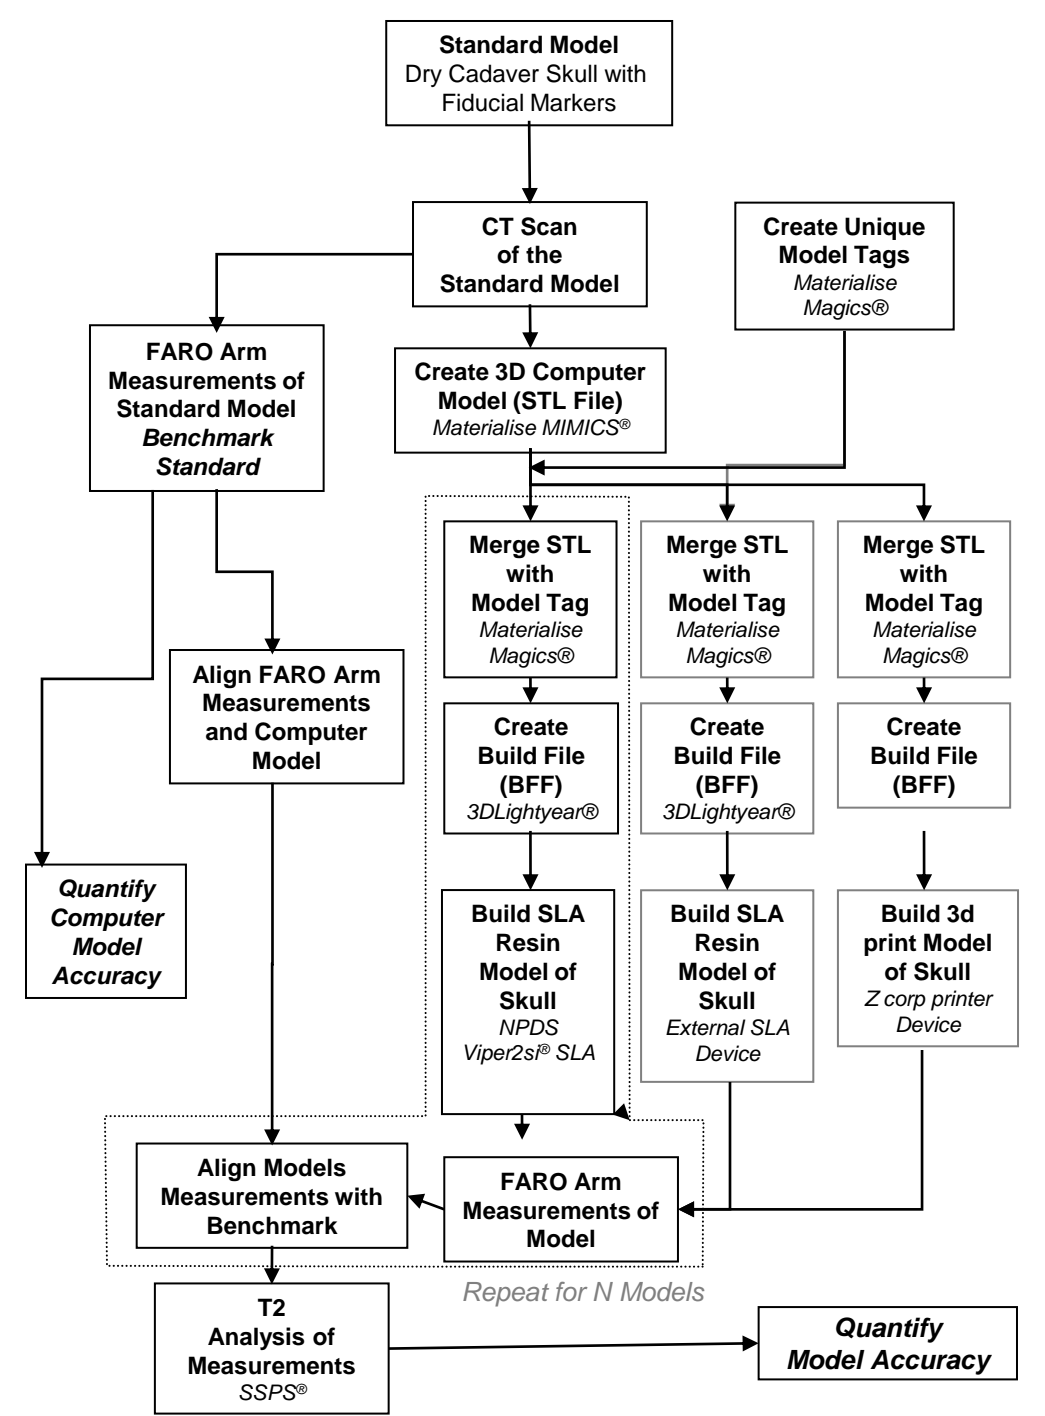 Standard Model
Dry Cadaver Skull with
Fiducial Markers
CT Scan
of the
Standard Model
Create Unique
Model Tags
Materialise
Magics®
FARO Arm
Measurements of
Standard Model
Benchmark
Standard
Create 3D Computer
Model (STL File)
Materialise MIMICS®
Merge STL
with
Model Tag
Materialise
Magics®
Merge STL
with
Model Tag
Materialise
Magics®
Merge STL
with
Model Tag
Materialise
Magics®
Align FARO Arm
Measurements
and Computer
Model
Create
Build File
(BFF)
3DLightyear®
Create
Build File
(BFF)
3DLightyear®
Create
Build File
(BFF)
Quantify
Computer
Model
Accuracy
Build SLA
Resin
Model of
Skull
NPDS
Viper2si® SLA
Build SLA
Resin
Model of
Skull
External SLA
Device
Build 3d
print Model
of Skull
Z corp printer
Device
Align Models
Measurements with
Benchmark
FARO Arm
Measurements of
Model
Repeat for N Models
T2
Analysis of
Measurements
SSPS®
Quantify
Model Accuracy